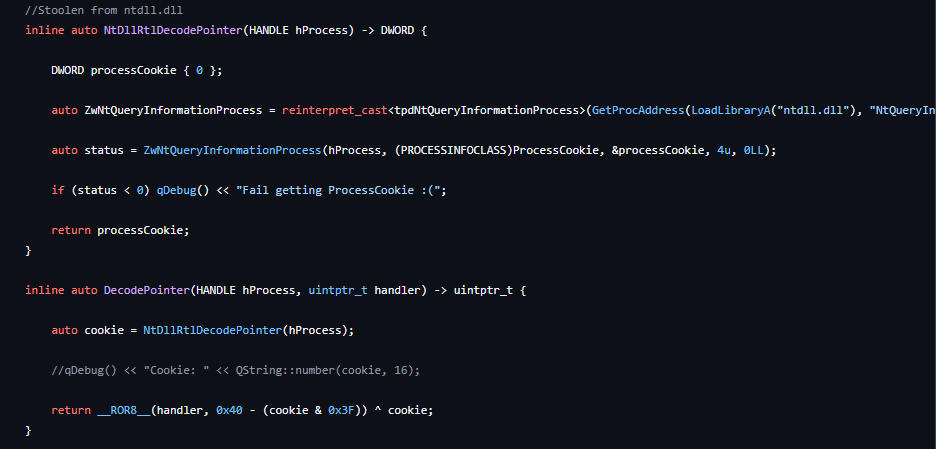 //Stoolen from ntdll.dll
inline auto NtDllRtlDecodePointer(HANDLE hProcess) -> DWORD {
DWORD processCookie { 0 };
auto ZwNtQueryInformationProcess = reinterpret_cast<tpdNtQueryInformationProcess>(GetProcAddress(LoadLibraryA("ntdll.dll"), "NtQueryIn
auto status = ZwNtQueryInformationProcess(hProcess, (PROCESSINFOCLASS)ProcessCookie, &processCookie, 4u, 0LL);
if (status < 0) qDebug() << "Fail getting ProcessCookie :(";
return processCookie;
}
inline auto DecodePointer(HANDLE hProcess, uintptr_t handler) -> uintptr_t {
auto cookie = NtDllRtlDecodePointer(hProcess);
//qDebug() << "Cookie: " << QString::number(cookie, 16);
return __ROR8__(handler, 0x40 - (cookie & 0x3F)) ^ cookie;
}